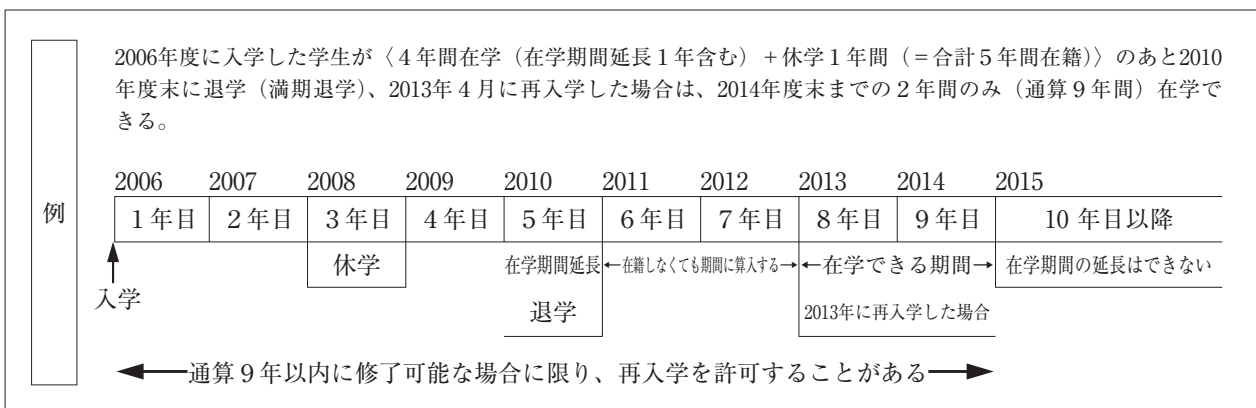 例
2006年度に入学した学生が〈４年間在学（在学期間延長１年含む）＋休学１年間（＝合計５年間在籍）〉のあと2010
年度末に退学（満期退学）、2013年４月に再入学した場合は、2014年度末までの２年間のみ（通算９年間）在学で
きる。
2006 2007 2008 2009 2010 2011 2012 2013 2014 2015
１年目 ２年目 ３年目 ４年目 ５年目 ６年目 ７年目 ８年目 ９年目 10 年目以降
休学 在学期間延長 ←在籍しなくても期間に算入する→ ←在学できる期間→ 在学期間の延長はできない
入学 退学 2013年に再入学した場合
通算９年以内に修了可能な場合に限り、再入学を許可することがある